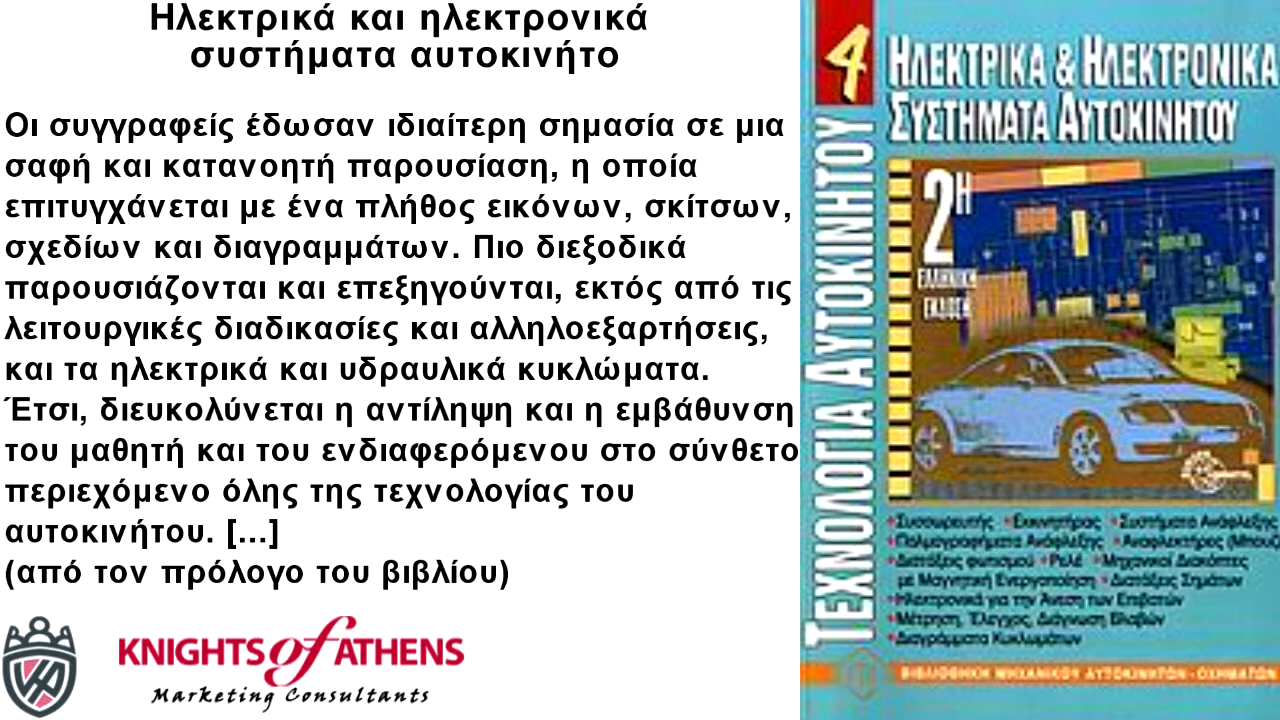 Ηλεκτρικά και ηλεκτρονικά
συστήματα αυτοκινήτο
Οι συγγραφείς έδωσαν ιδιαίτερη σημασία σε μια
σαφή και κατανοητή παρουσίαση, η οποία
επιτυγχάνεται με ένα πλήθος εικόνων, σκίτσων,
σχεδίων και διαγραμμάτων. Πιο διεξοδικά
παρουσιάζονται και επεξηγούνται, εκτός από τις
λειτουργικές διαδικασίες και αλληλοεξαρτήσεις,
και τα ηλεκτρικά και υδραυλικά κυκλώματα.
Έτσι, διευκολύνεται η αντίληψη και η εμβάθυνση
του μαθητή και του ενδιαφερόμενου στο σύνθετο
περιεχόμενο όλης της τεχνολογίας του
αυτοκινήτου. [...]
(από τον πρόλογο του βιβλίου)
KNIGHTS of ATHENS
Marketing Consultants
4
ΤΕΧΝΟΛΟΓΙΑ ΑΥΤΟΚΙΝΗΤΟΥ
ΗΛΕΚΤΡΙΚΑ & ΗΛΕΚΤΡΟΝΙΚΑ
ΣΥΣΤΗΜΑΤΑ ΑΥΤΟΚΙΝΗΤΟΥ
2Η
ΕΛΛΗΝΙΚΗ
ΕΚΔΟΣΗ
•Συσσωρευτής •Εκκινητήρας •Συστήματα Ανάφλεξης
•Παλμογραφήματα Ανάφλεξης •Αναφλεκτήρες (Μπουζ
•Διατάξεις φωτισμού •Ρελέ •Μηχανικοί Διακόπτες
με Μαγνητική Ενεργοποίηση •Διατάξεις Σημάτων
•Ηλεκτρονικά για την Άνεση των Επιβατών
•Μέτρηση, Έλεγχος, Διάγνωση Βλαβών
•Διαγράμματα Κυκλωμάτων
ΒΙΒΛΙΟΘΗΚΗ ΜΗΧΑΝΙΚΟΥ ΑΥΤΟΚΙΝΗΤΩΝ - ΟΧΗΜΑΤΩΝ